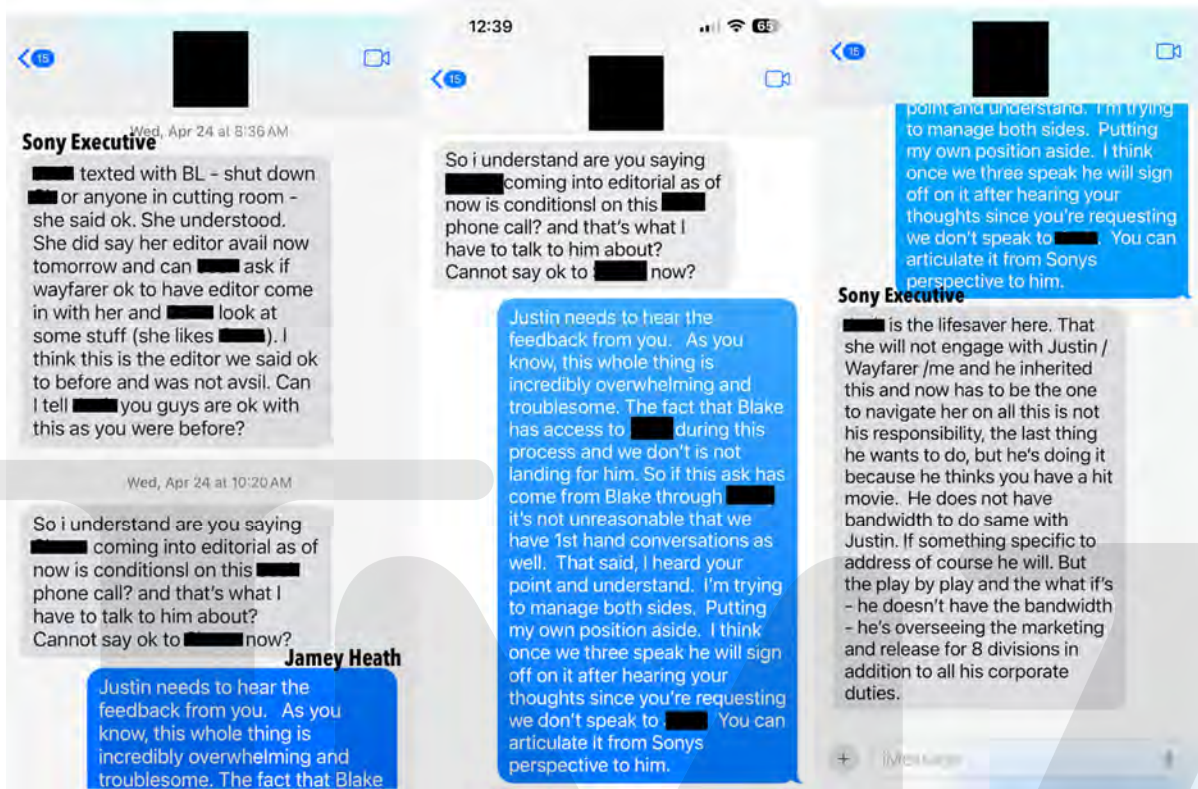 15
Wed, Apr 24 at 8:36 AM
Sony Executive
texted with BL - shut down
or anyone in cutting room -
she said ok. She understood.
She did say her editor avail now
tomorrow and can ask if
wayfarer ok to have editor come
in with her and look at
some stuff (she likes ). I
think this is the editor we said ok
to before and was not avsil. Can
I tell you guys are ok with
this as you were before?
Wed, Apr 24 at 10:20 AM
So i understand are you saying
coming into editorial as of
now is conditionsl on this
phone call? and that's what I
have to talk to him about?
Cannot say ok to now?
Jamey Heath
Justin needs to hear the
feedback from you. As you
know, this whole thing is
incredibly overwhelming and
troublesome. The fact that Blake
12:39
65
15
So i understand are you saying
coming into editorial as of
now is conditionsl on this
phone call? and that's what I
have to talk to him about?
Cannot say ok to now?
Justin needs to hear the
feedback from you. As you
know, this whole thing is
incredibly overwhelming and
troublesome. The fact that Blake
has access to during this
process and we don't is not
landing for him. So if this ask has
come from Blake through
it's not unreasonable that we
have 1st hand conversations as
well. That said, I heard your
point and understand. I'm trying
to manage both sides. Putting
my own position aside. I think
once we three speak he will sign
off on it after hearing your
thoughts since you're requesting
we don't speak to You can
articulate it from Sonys
perspective to him.
15
point and understand. I'm trying
to manage both sides. Putting
my own position aside. I think
once we three speak he will sign
off on it after hearing your
thoughts since you're requesting
we don't speak to . You can
articulate it from Sonys
perspective to him.
Sony Executive
is the lifesaver here. That
she will not engage with Justin /
Wayfarer /me and he inherited
this and now has to be the one
to navigate her on all this is not
his responsibility, the last thing
he wants to do, but he's doing it
because he thinks you have a hit
movie. He does not have
bandwidth to do same with
Justin. If something specific to
address of course he will. But
the play by play and the what if's
- he doesn't have the bandwidth
- he's overseeing the marketing
and release for 8 divisions in
addition to all his corporate
duties.
iMessage